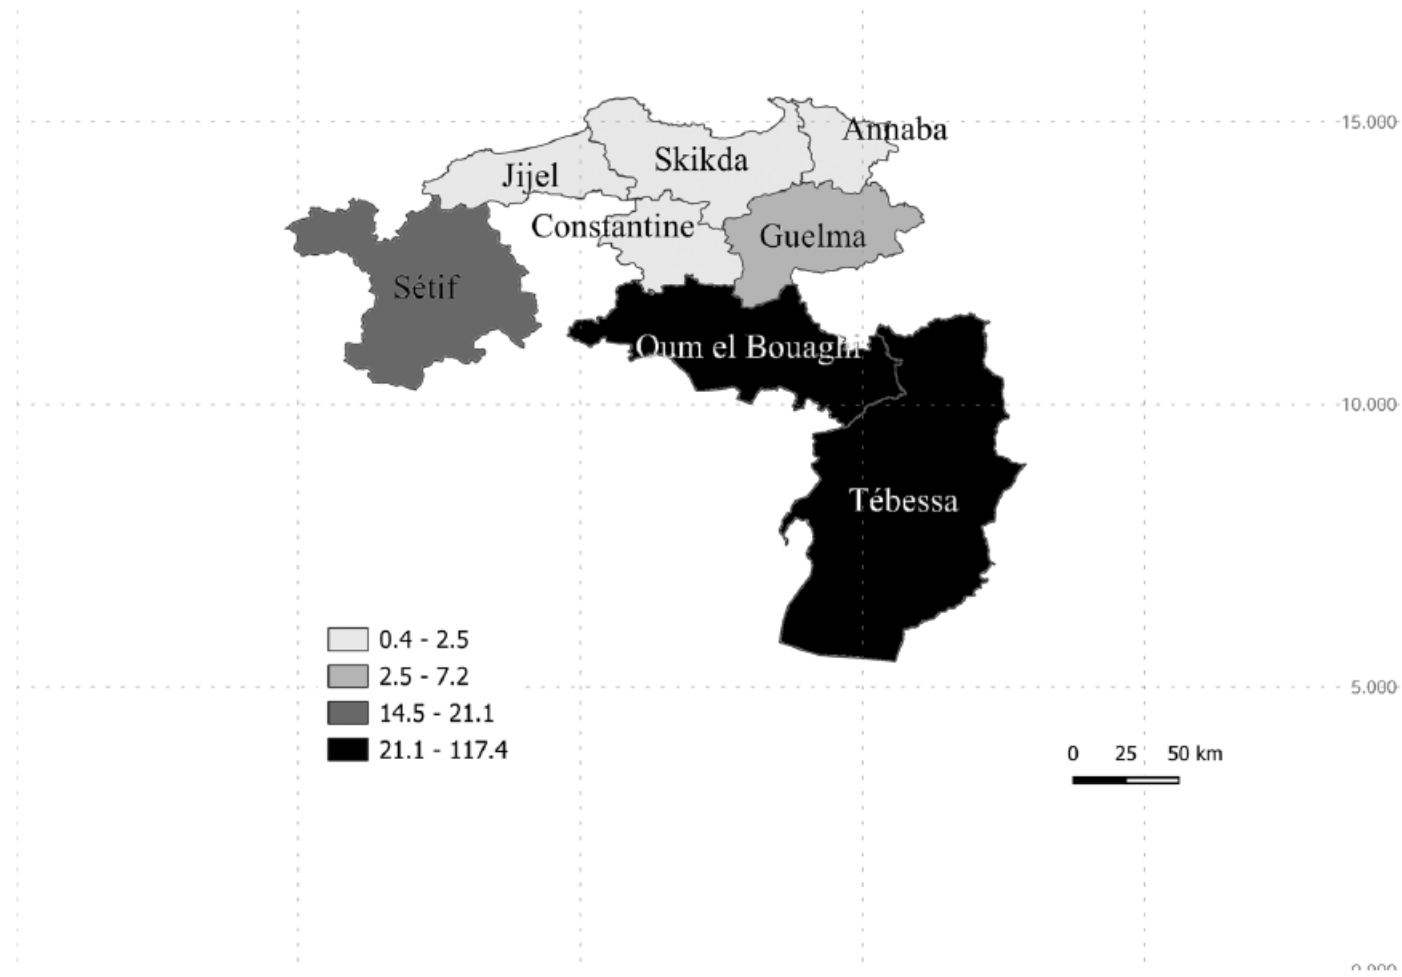 15.000
Annaba
Skikda
Jijel
Constantine
Guelma
Sétif
Oum el Bouaghi
10.000
Tébessa
0.4 - 2.5
2.5 - 7.2
5.000
14.5 - 21.1
21.1 - 117.4
0 25 50 km